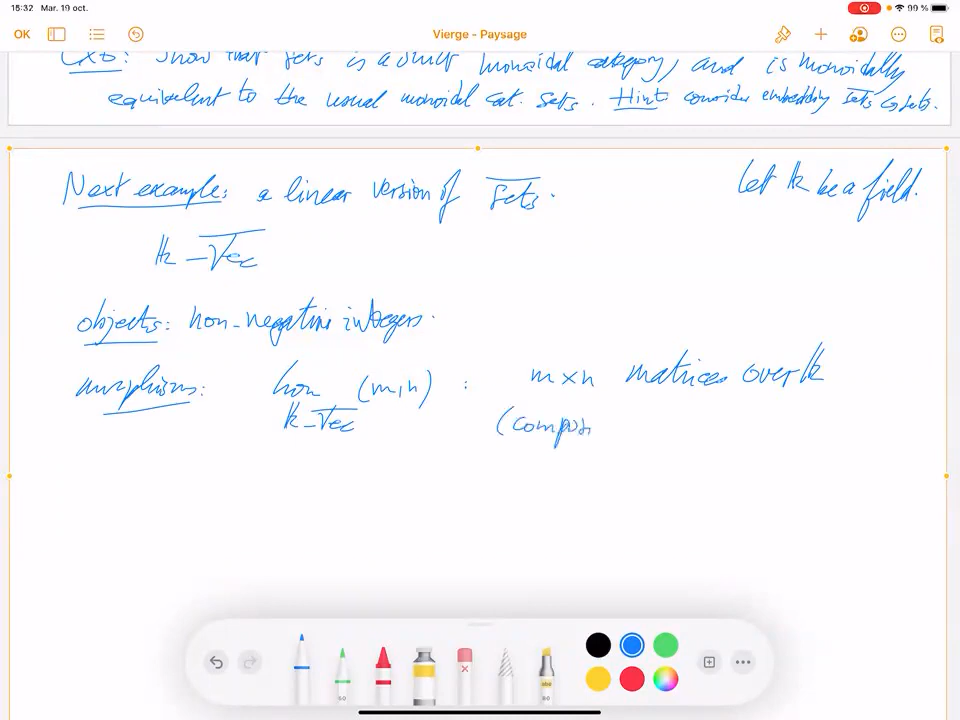 15:32 Mar. 19 oct.
99 %
OK
Vierge - Paysage
Show that Sets is a strict monoidal category, and is monoidally
equivalent to the usual monoidal cat. Sets. Hint: consider embedding Sets ↪ Sets.
Next example: a linear version of Sets.
Let k be a field.
k-Vec
objects: non-negative integers.
morphisms: hom (m,n) : m×n matrices over k
k-Vec (compos